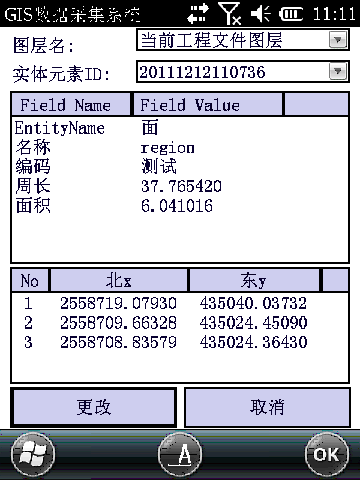 GIS数据采集系统 11:11
图层名: 当前工程文件图层
实体元素ID: 20111212110736
Field Name Field Value
EntityName 面
名称 region
编码 测试
周长 37.765420
面积 6.041016
No 北x 东y
1 2558719.07930 435040.03732
2 2558709.66328 435024.45090
3 2558708.83579 435024.36430
更改 取消
A OK